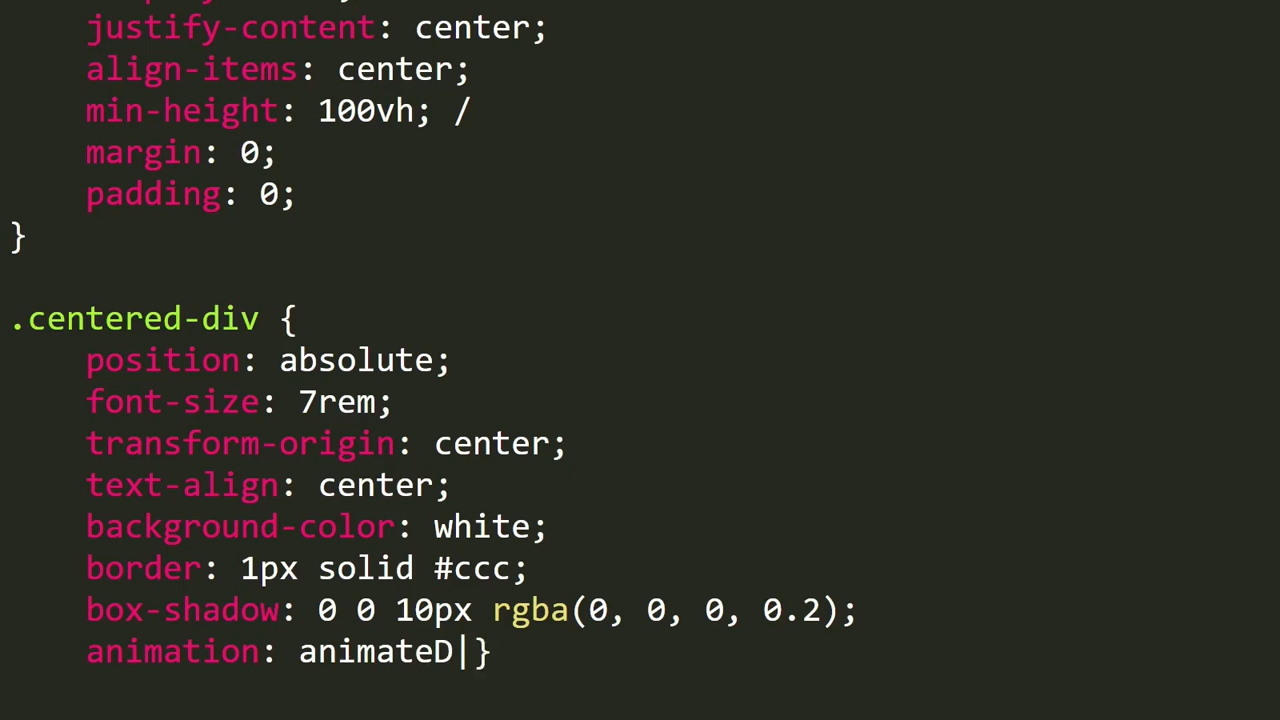 justify-content: center;
align-items: center;
min-height: 100vh; /
margin: 0;
padding: 0;
}
.centered-div {
position: absolute;
font-size: 7rem;
transform-origin: center;
text-align: center;
background-color: white;
border: 1px solid #ccc;
box-shadow: 0 0 10px rgba(0, 0, 0, 0.2);
animation: animateD|}